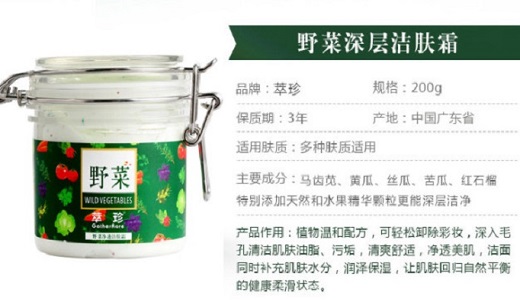 野菜深层洁肤霜
品牌：萃珍
规格：200g
保质期：3年
产地：中国广东省
适用肤质：多种肤质适用
主要成分：马齿苋、黄瓜、丝瓜、苦瓜、红石榴
特别添加天然和水果精华颗粒更能深层洁净
产品作用：植物温和配方，可轻松卸除彩妆，深入毛
孔清洁肌肤油脂、污垢，清爽舒适，净透美肌，洁面
同时补充肌肤水分，润泽保湿，让肌肤回归自然平衡
的健康柔滑状态。
野菜
WILD VEGETABLES
萃珍
GatherRare